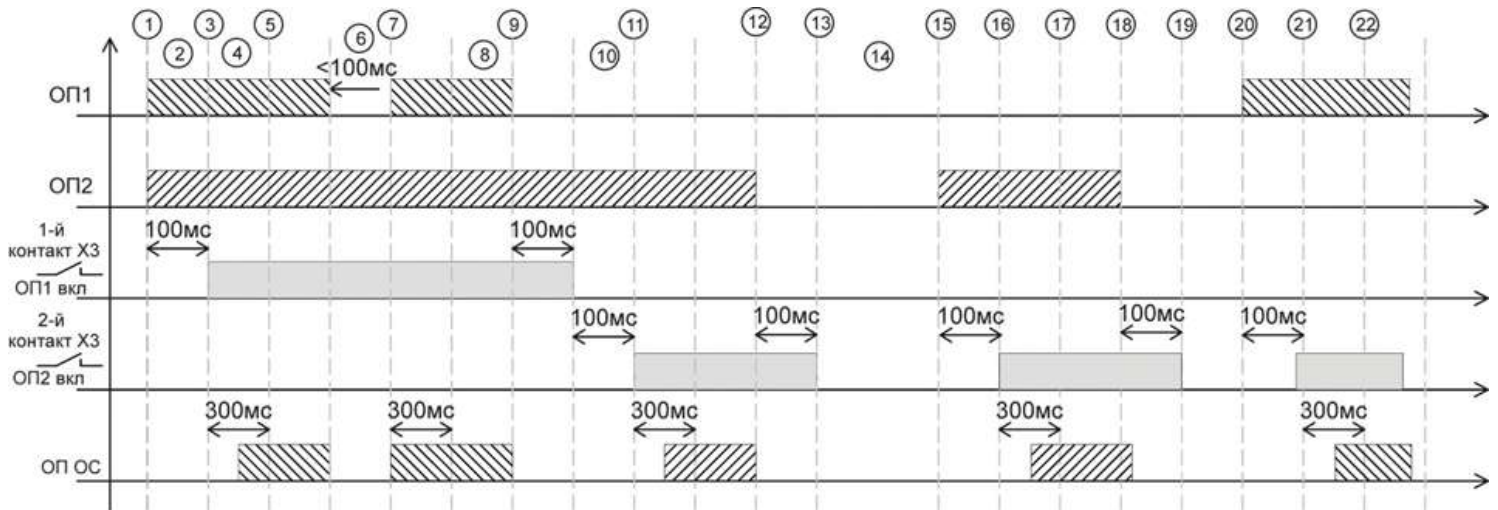 1 3 5 7 9 11 12 13 15 16 17 18 19 20 21 22
2 4 6 8 10 14
<100мс
ОП1
ОП2
1-й
контакт Х3
ОП1 вкл
100мс 100мс
2-й
контакт Х3
ОП2 вкл
100мс 100мс 100мс 100мс 100мс
300мс 300мс 300мс 300мс 300мс
ОП ОС